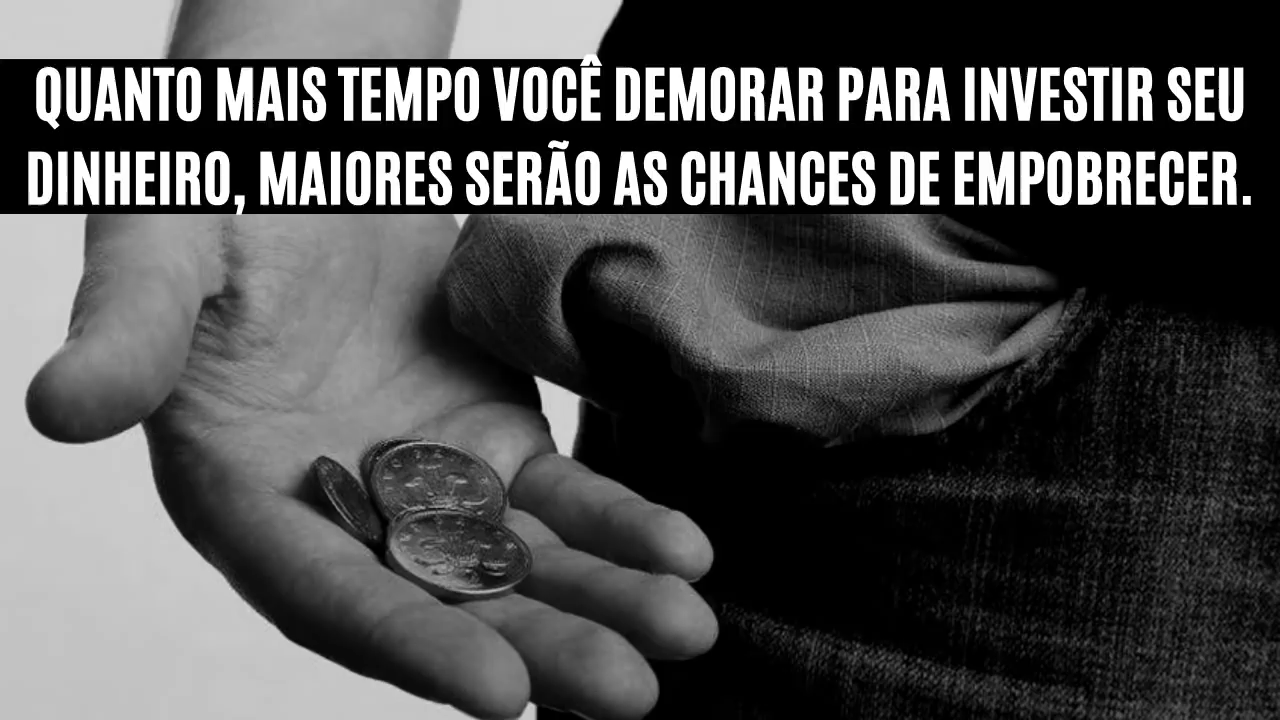 QUANTO MAIS TEMPO VOCÊ DEMORAR PARA INVESTIR SEU
DINHEIRO, MAIORES SERÃO AS CHANCES DE EMPOBRECER.